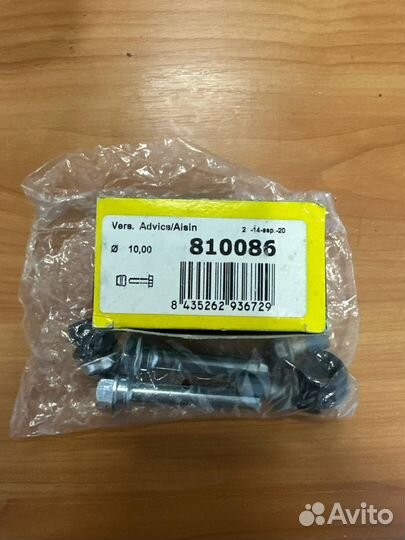 Vers. Advics/Aisin 2 -14-sep.-20
Ø 10,00 810086
8 435262 936729
Avito